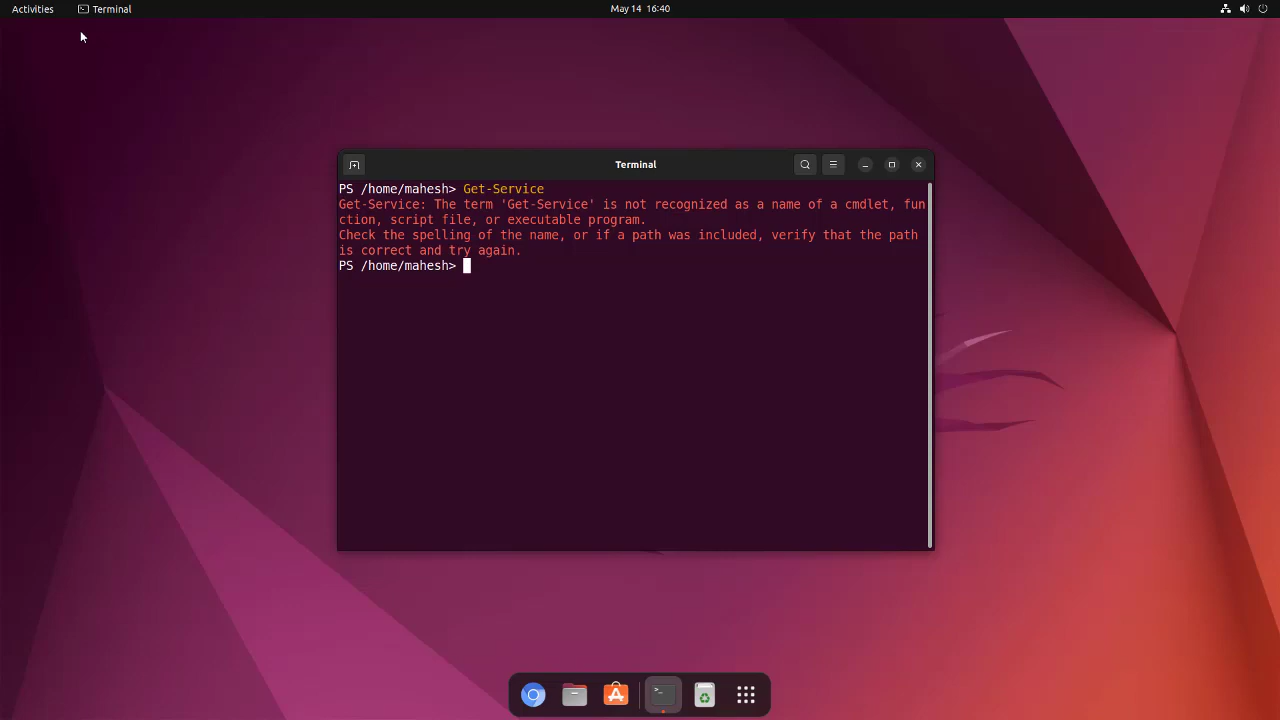 Activities
Terminal
May 14 16:40
Terminal
PS /home/mahesh> Get-Service
Get-Service: The term 'Get-Service' is not recognized as a name of a cmdlet, fun
ction, script file, or executable program.
Check the spelling of the name, or if a path was included, verify that the path
is correct and try again.
PS /home/mahesh>